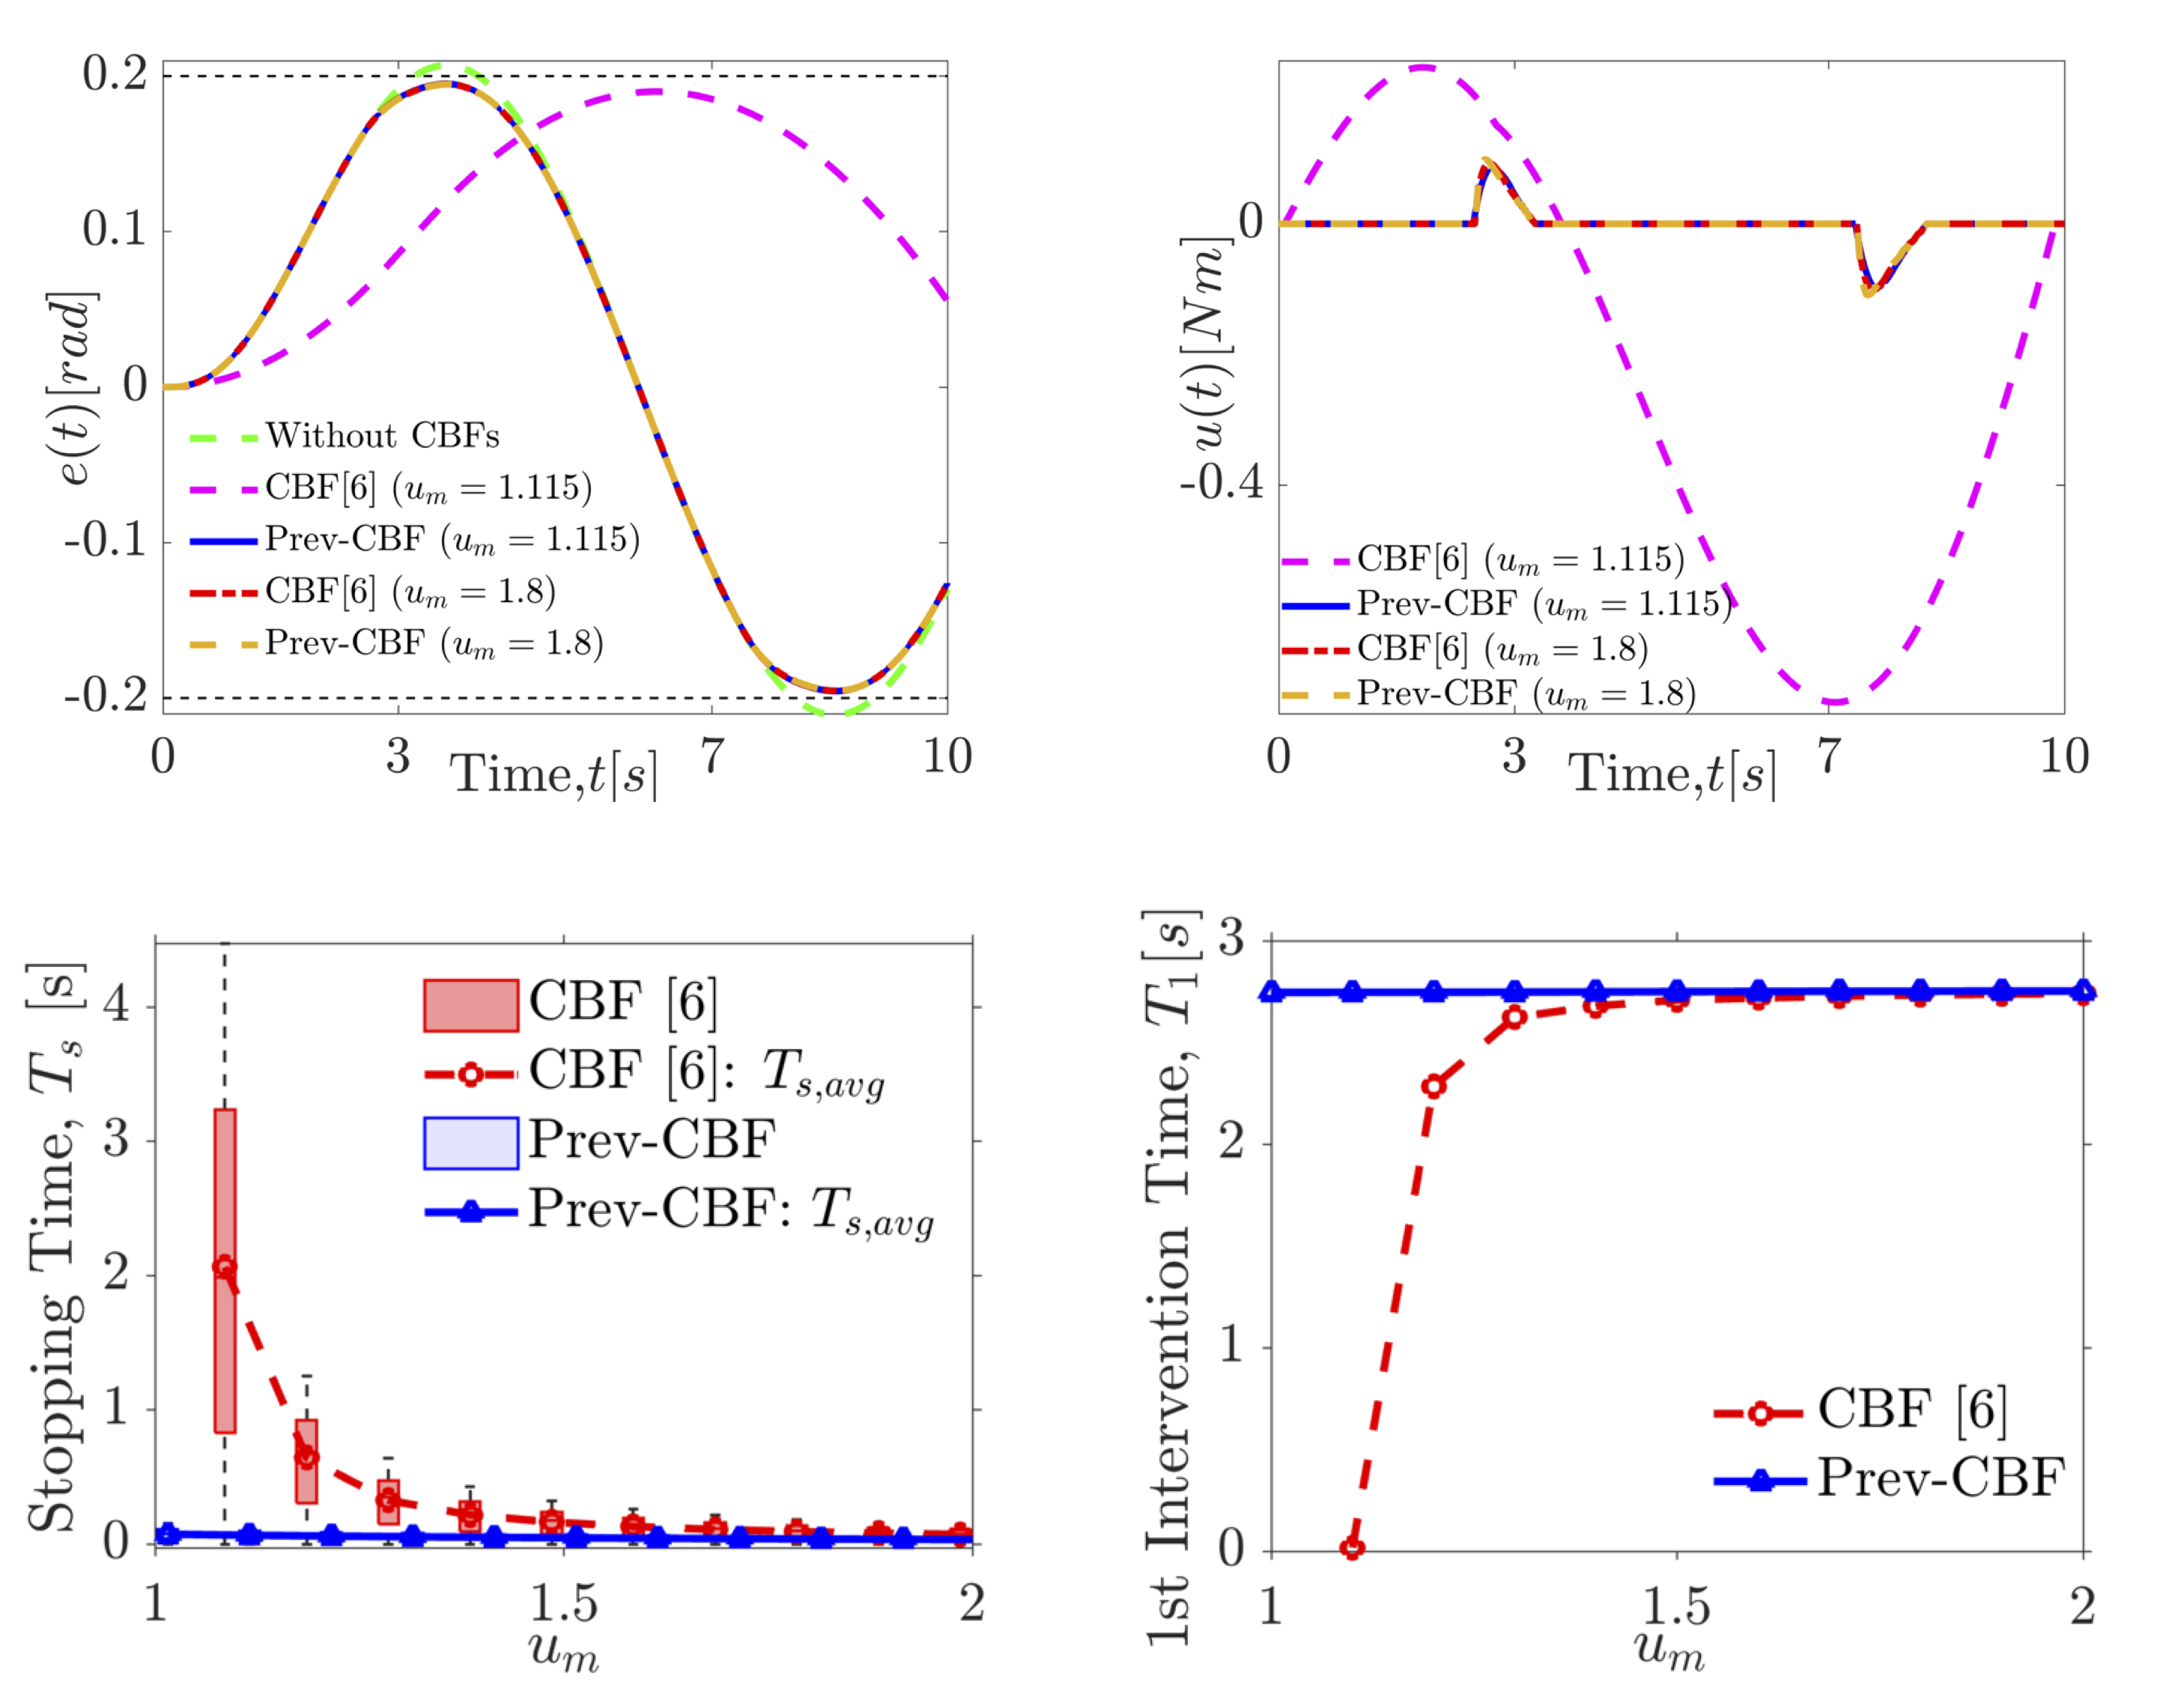 0.2
0.1
0
-0.1
-0.2
e(t)[rad]
Without CBFs
CBF[6] (u_m = 1.115)
Prev-CBF (u_m = 1.115)
CBF[6] (u_m = 1.8)
Prev-CBF (u_m = 1.8)
0 3 7 10
Time,t[s]
0
-0.4
u(t)[Nm]
CBF[6] (u_m = 1.115)
Prev-CBF (u_m = 1.115)
CBF[6] (u_m = 1.8)
Prev-CBF (u_m = 1.8)
0 3 7 10
Time,t[s]
4
3
2
1
0
Stopping Time, T_s [s]
CBF [6]
CBF [6]: T_{s,avg}
Prev-CBF
Prev-CBF: T_{s,avg}
1 1.5 2
u_m
3
2
1
0
1st Intervention Time, T_1[s]
CBF [6]
Prev-CBF
1 1.5 2
u_m